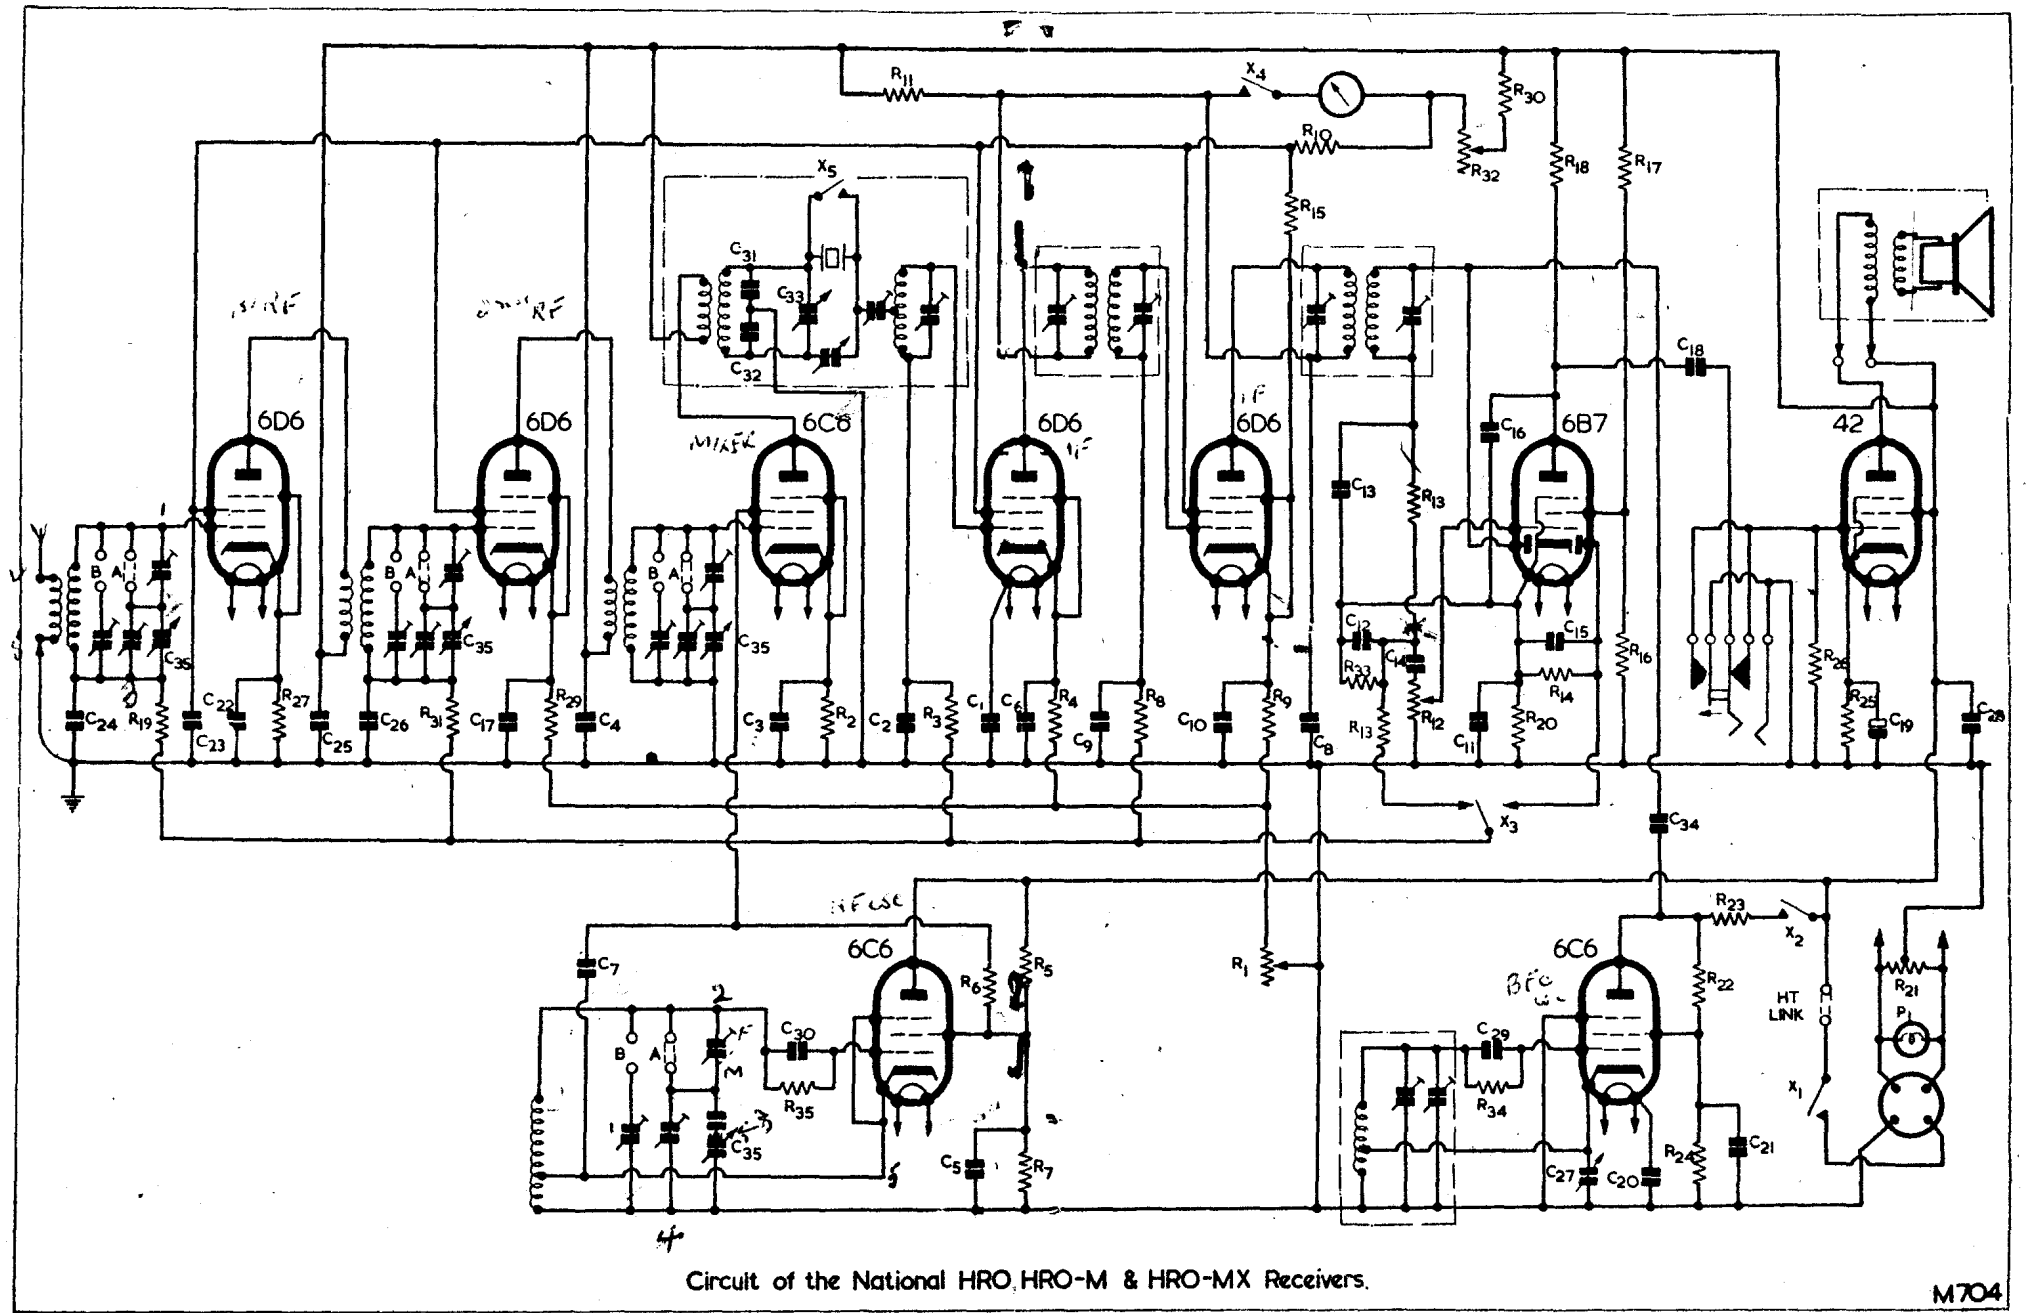 R11
X4
R30
R10
R32
R18
R17
X5
R15
C31
C33
C32
C18
6D6
6D6
6C6
6D6
6D6
6B7
42
MIXER
IF
RF
RF
C16
C13
R13
B
A
C35
B
A
C35
B
A
C35
C12
C14
C15
R33
R14
R16
R26
C24
R19
C23
C22
R27
C25
C26
R31
C17
R29
C4
C3
R2
C2
R3
C1
C6
R4
C9
R8
C10
R9
C8
R13
R12
C11
R20
R25
C19
C28
X3
C34
6C6
6C6
C7
R6
R5
R1
R23
X2
R22
R21
P1
HT
LINK
X1
2
B
A
C30
R35
C35
C5
R7
C29
R34
C27
C20
R24
C21
4
Circuit of the National HRO, HRO-M & HRO-MX Receivers.
M704